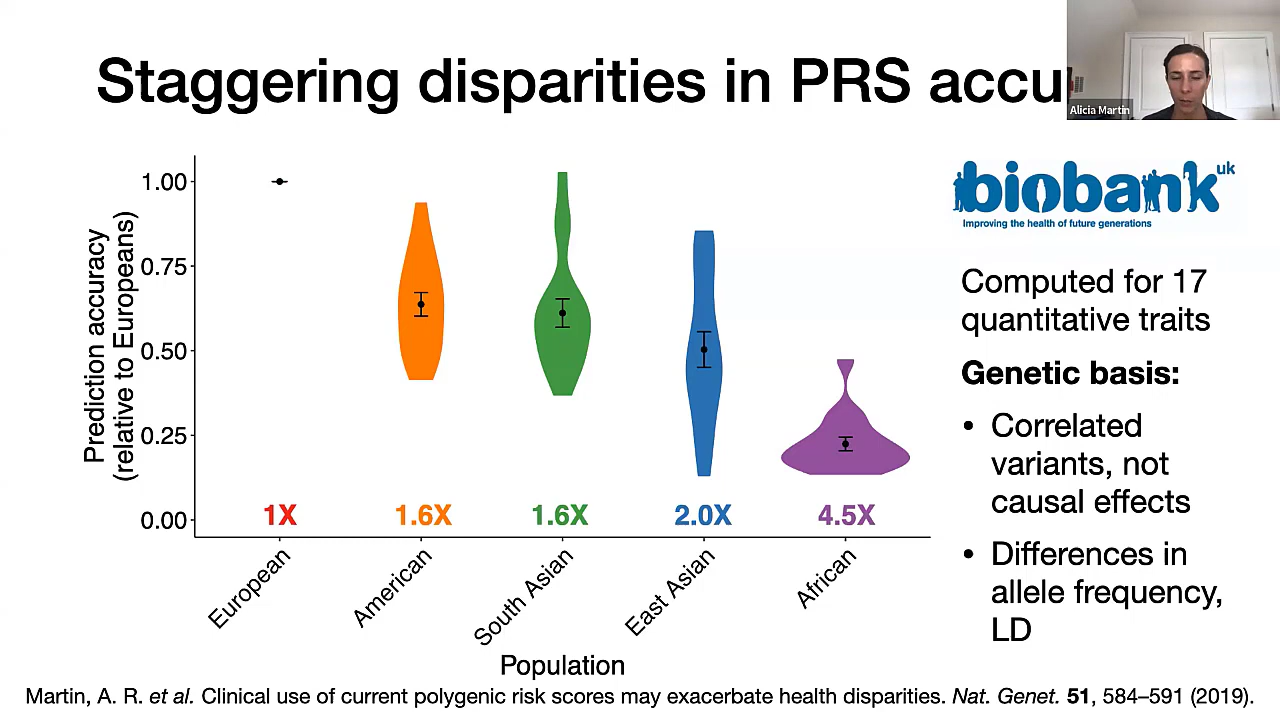 Staggering disparities in PRS accu
Alicia Martin
Prediction accuracy
(relative to Europeans)
1.00
0.75
0.50
0.25
0.00
1X
1.6X
1.6X
2.0X
4.5X
European
American
South Asian
East Asian
African
Population
biobank uk
Improving the health of future generations
Computed for 17
quantitative traits
Genetic basis:
• Correlated
variants, not
causal effects
• Differences in
allele frequency,
LD
Martin, A. R. et al. Clinical use of current polygenic risk scores may exacerbate health disparities. Nat. Genet. 51, 584–591 (2019).